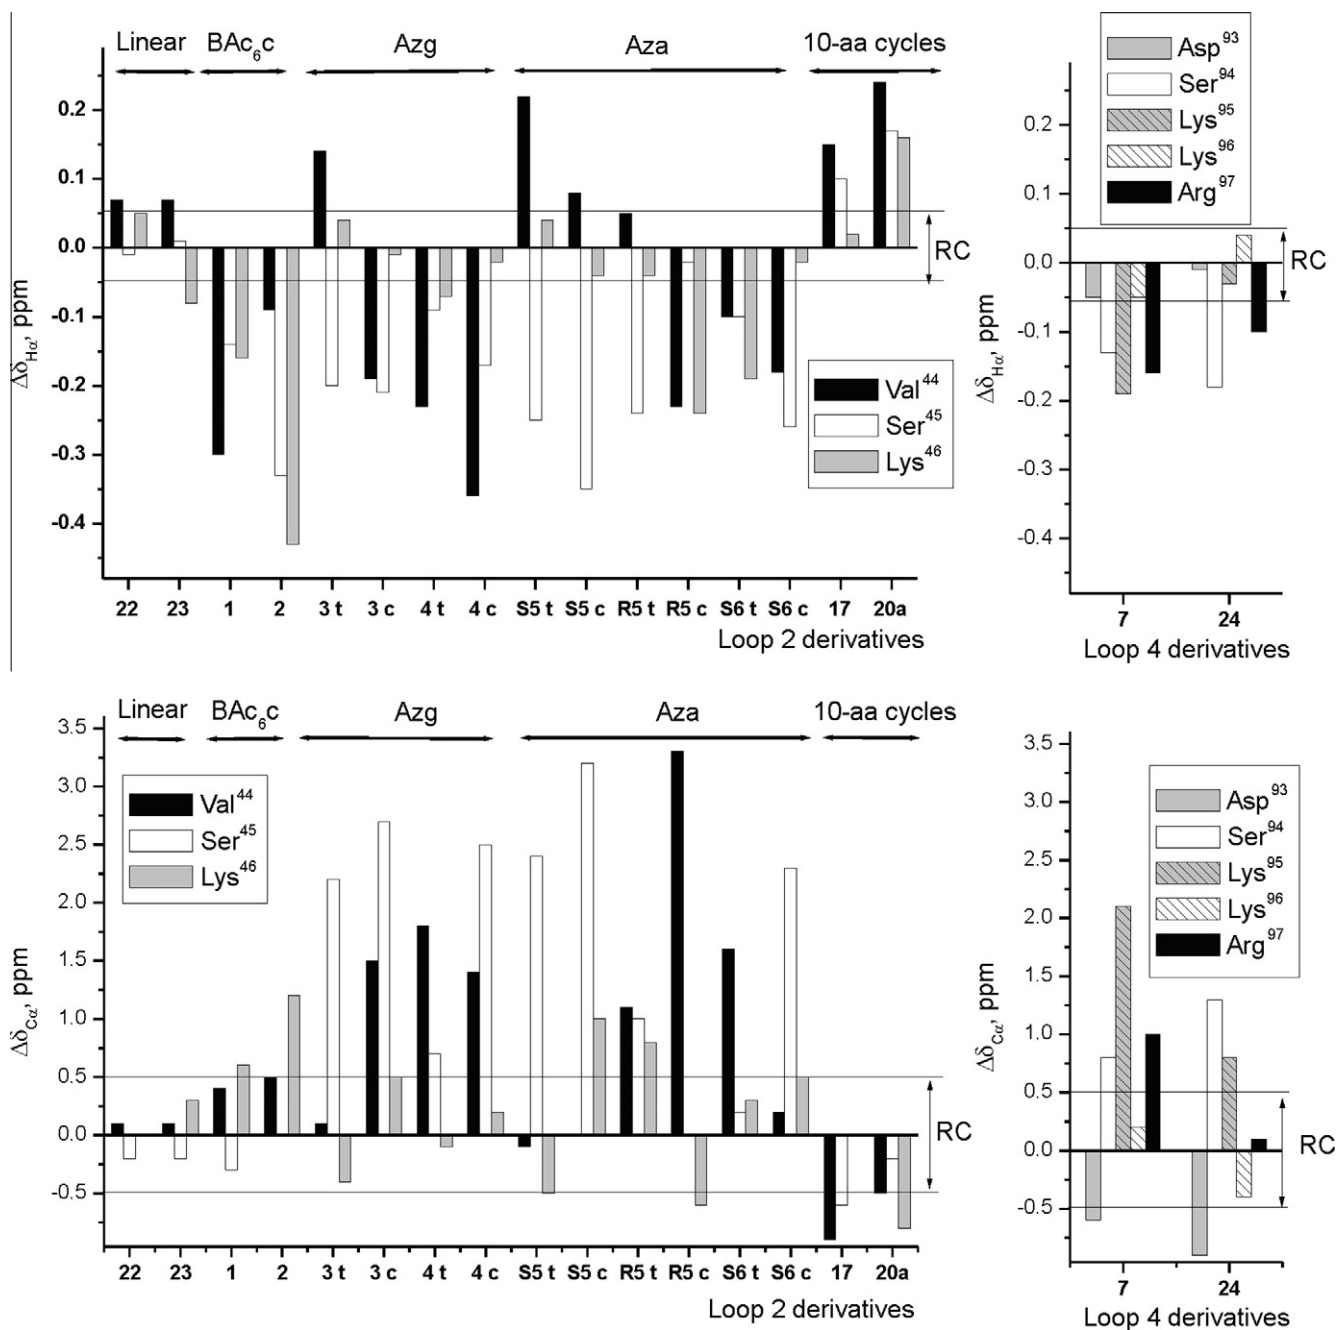 Linear BAc6c Azg Aza 10-aa cycles
ΔδHα, ppm
0.2
0.1
0.0
-0.1
-0.2
-0.3
-0.4
RC
Val44
Ser45
Lys46
22 23 1 2 3 t 3 c 4 t 4 c S5 t S5 c R5 t R5 c S6 t S6 c 17 20a
Loop 2 derivatives
Asp93
Ser94
Lys95
Lys96
Arg97
ΔδHα, ppm
0.2
0.1
0.0
-0.1
-0.2
-0.3
-0.4
RC
7 24
Loop 4 derivatives
Linear BAc6c Azg Aza 10-aa cycles
ΔδCα, ppm
3.5
3.0
2.5
2.0
1.5
1.0
0.5
0.0
-0.5
Val44
Ser45
Lys46
RC
22 23 1 2 3 t 3 c 4 t 4 c S5 t S5 c R5 t R5 c S6 t S6 c 17 20a
Loop 2 derivatives
ΔδCα, ppm
3.5
3.0
2.5
2.0
1.5
1.0
0.5
0.0
-0.5
Asp93
Ser94
Lys95
Lys96
Arg97
RC
7 24
Loop 4 derivatives